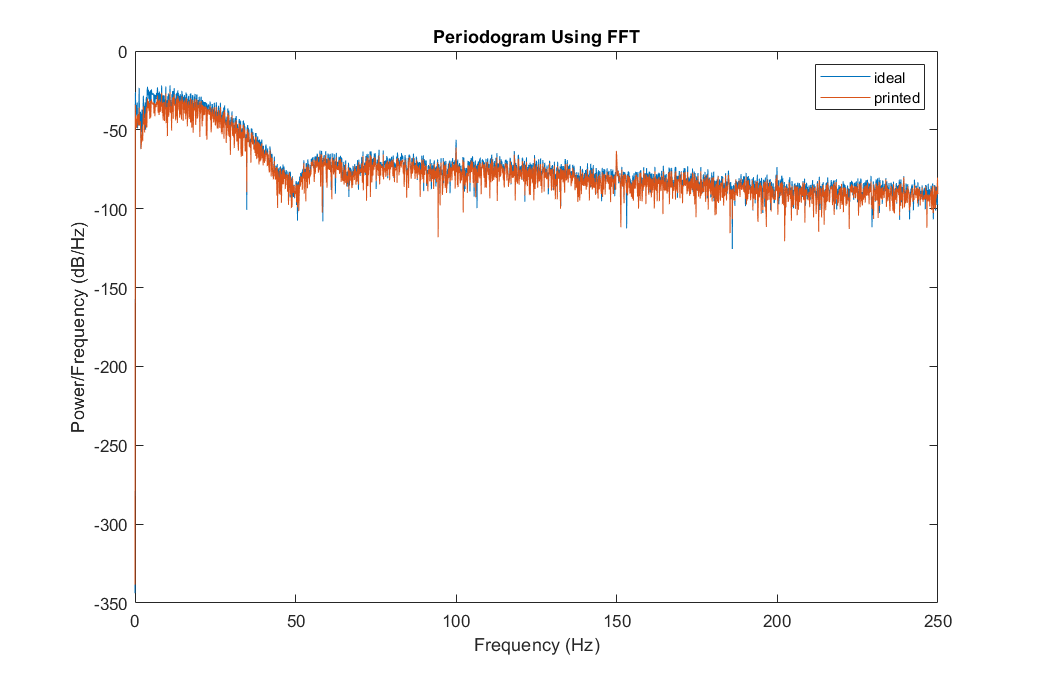 Periodogram Using FFT
ideal
printed
0
-50
-100
-150
-200
-250
-300
-350
Power/Frequency (dB/Hz)
0 50 100 150 200 250
Frequency (Hz)